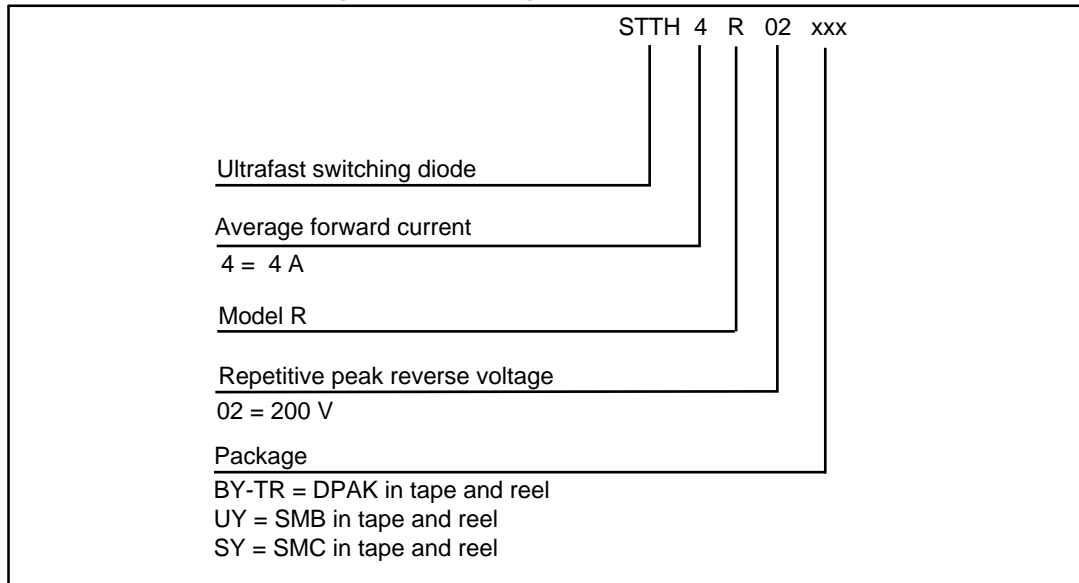 STTH 4 R 02 xxx
Ultrafast switching diode
Average forward current
4 = 4 A
Model R
Repetitive peak reverse voltage
02 = 200 V
Package
BY-TR = DPAK in tape and reel
UY = SMB in tape and reel
SY = SMC in tape and reel